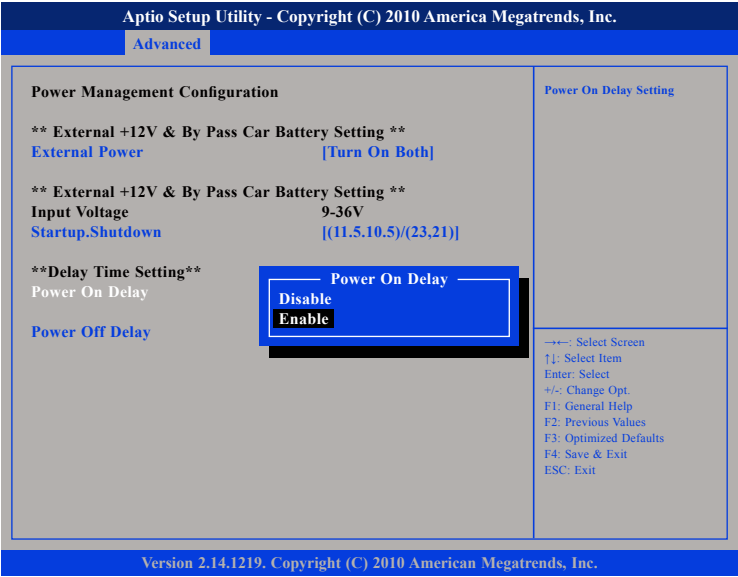 Aptio Setup Utility - Copyright (C) 2010 America Megatrends, Inc.
Advanced
Power Management Configuration
** External +12V & By Pass Car Battery Setting **
External Power [Turn On Both]
** External +12V & By Pass Car Battery Setting **
Input Voltage 9-36V
Startup.Shutdown [(11.5.10.5)/(23,21)]
**Delay Time Setting**
Power On Delay
Power Off Delay
Power On Delay
Disable
Enable
Power On Delay Setting
→←: Select Screen
↑↓: Select Item
Enter: Select
+/-: Change Opt.
F1: General Help
F2: Previous Values
F3: Optimized Defaults
F4: Save & Exit
ESC: Exit
Version 2.14.1219. Copyright (C) 2010 American Megatrends, Inc.